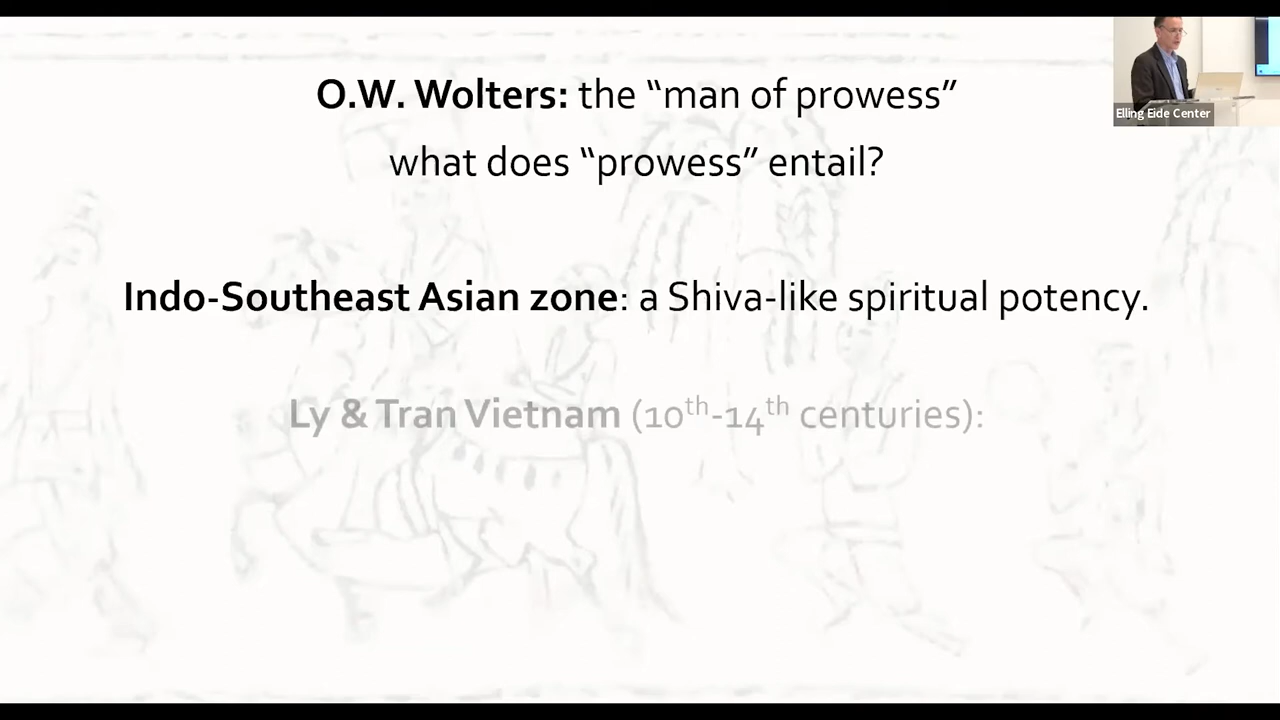 O.W. Wolters: the “man of prowess”
what does “prowess” entail?
Elling Eide Center
Indo-Southeast Asian zone: a Shiva-like spiritual potency.
Ly & Tran Vietnam (10th-14th centuries):